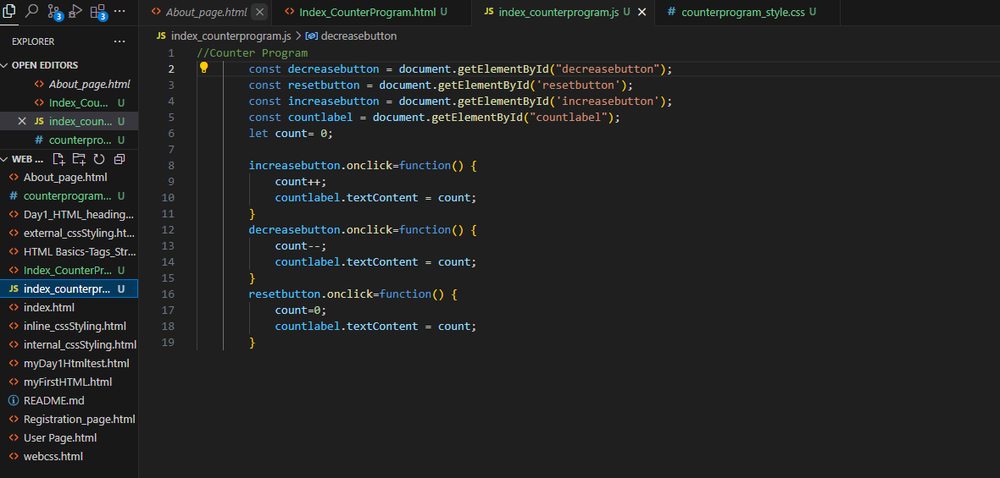 About_page.html
Index_CounterProgram.html U
JS index_counterprogram.js U
# counterprogram_style.css U
3
3
EXPLORER
OPEN EDITORS
About_page.html
Index_Cou... U
JS index_coun... U
# counterpro... U
WEB ...
About_page.html
# counterprogram...
Day1_HTML_heading...
external_cssStyling.ht...
HTML Basics-Tags_Str...
Index_CounterPr... U
JS index_counterpr... U
index.html
inline_cssStyling.html
internal_cssStyling.html
myDay1Htmltest.html
myFirstHTML.html
README.md
Registration_page.html
User Page.html
webcss.html
JS index_counterprogram.js > decreasebutton
1 //Counter Program
2 const decreasebutton = document.getElementById("decreasebutton");
3 const resetbutton = document.getElementById('resetbutton');
4 const increasebutton = document.getElementById('increasebutton');
5 const countlabel = document.getElementById("countlabel");
6 let count= 0;
7
8 increasebutton.onclick=function() {
9 count++;
10 countlabel.textContent = count;
11 }
12 decreasebutton.onclick=function() {
13 count--;
14 countlabel.textContent = count;
15 }
16 resetbutton.onclick=function() {
17 count=0;
18 countlabel.textContent = count;
19 }